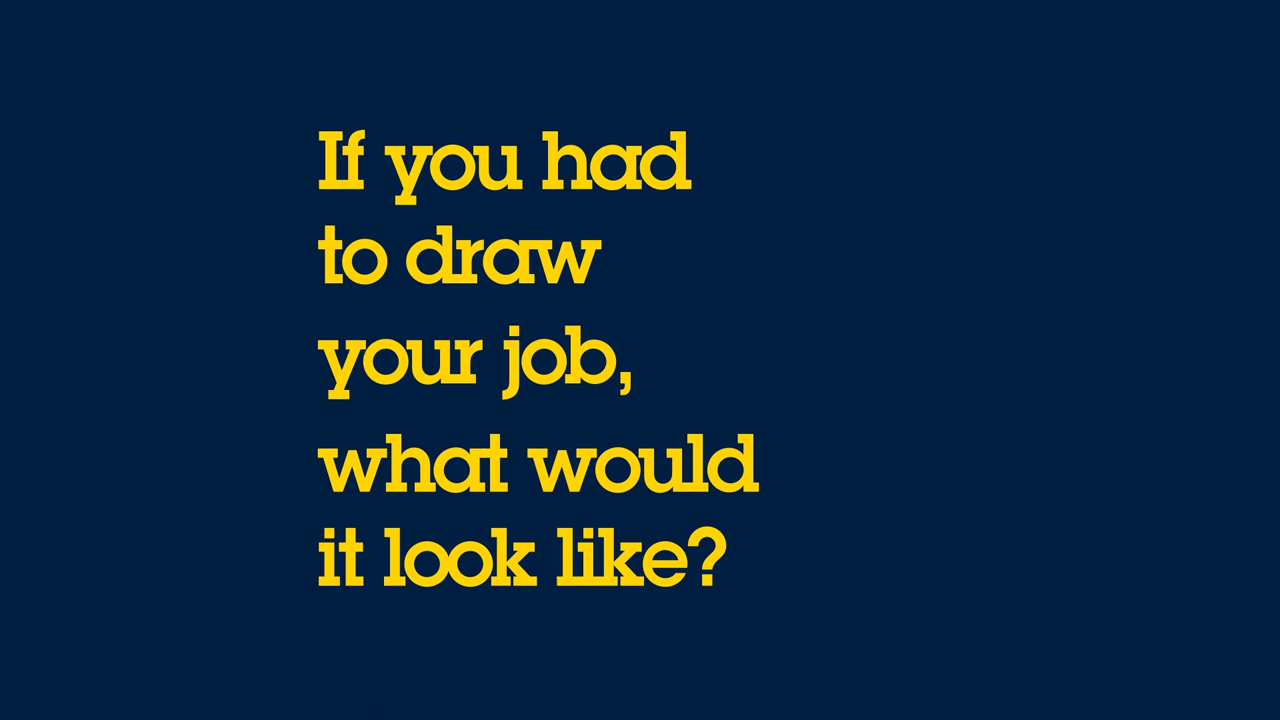 If you had
to draw
your job,
what would
it look like?